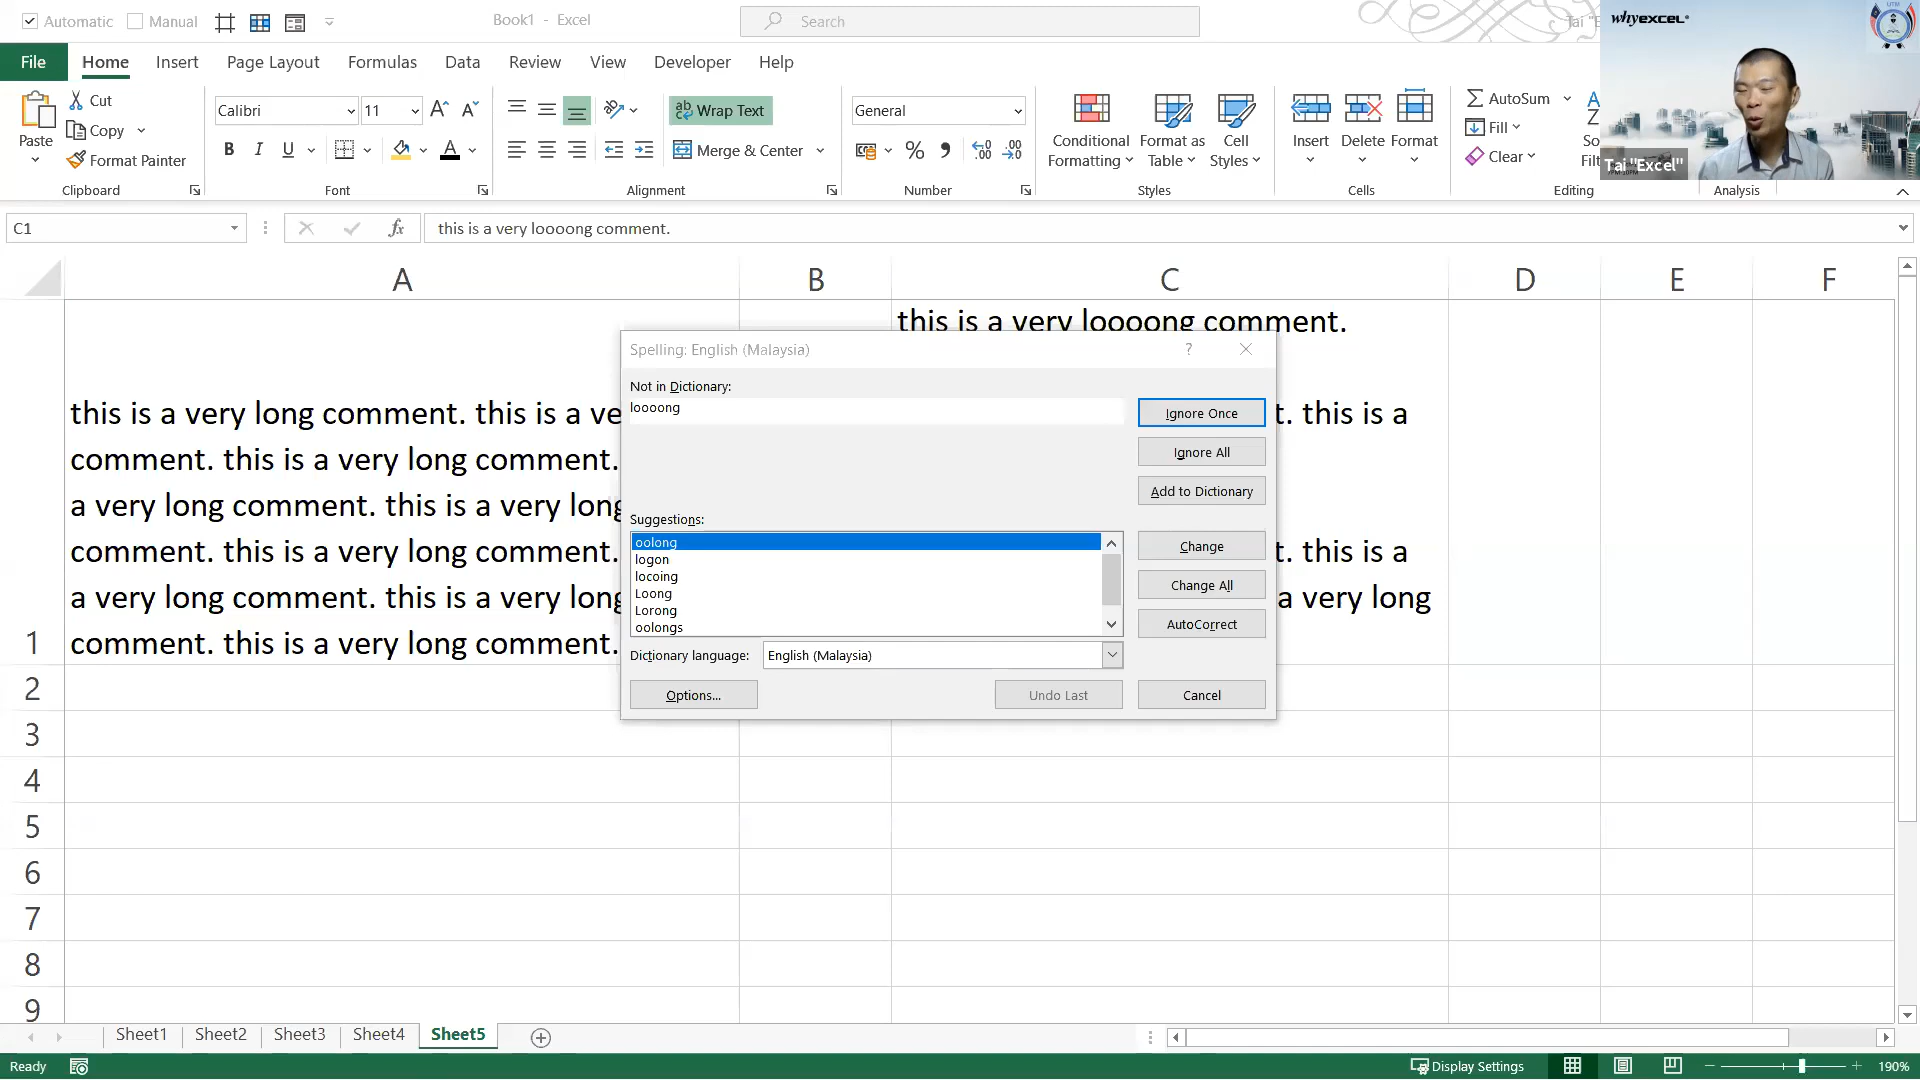 Automatic Manual Book1 - Excel Search
File Home Insert Page Layout Formulas Data Review View Developer Help
whyexcel
UTM
Tai "Excel"
Paste Cut
Copy
Format Painter
Clipboard
Calibri 11
B I U
Font
Wrap Text
Merge & Center
Alignment
General
Number
Conditional Formatting
Format as Table
Cell Styles
Styles
Insert Delete Format
Cells
AutoSum
Fill
Clear
Editing
Analysis
C1 fx this is a very loooong comment.
A B C D E F
this is a very loooong comment.
this is a very long comment. this is a ve
comment. this is a very long comment.
a very long comment. this is a very long
comment. this is a very long comment.
a very long comment. this is a very long
comment. this is a very long comment.
t. this is a
t. this is a
a very long
Spelling: English (Malaysia) ?
Not in Dictionary:
loooong
Ignore Once
Ignore All
Add to Dictionary
Suggestions:
oolong
logon
locoing
Loong
Lorong
oolongs
Change
Change All
AutoCorrect
Dictionary language: English (Malaysia)
Options... Undo Last Cancel
1
2
3
4
5
6
7
8
9
Sheet1 Sheet2 Sheet3 Sheet4 Sheet5
Ready Display Settings 190%